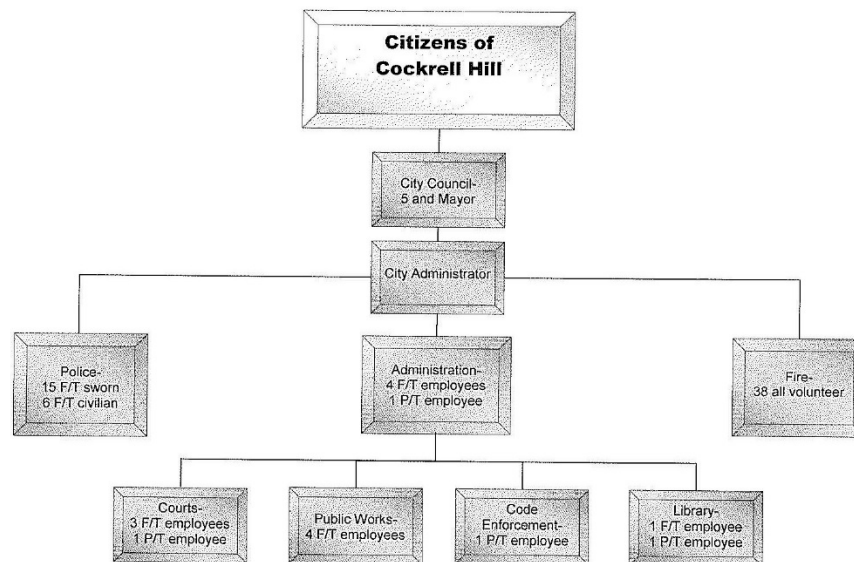 Citizens of
Cockrell Hill
City Council-
5 and Mayor
City Administrator
Police-
15 F/T sworn
6 F/T civilian
Administration-
4 F/T employees
1 P/T employee
Fire-
38 all volunteer
Courts-
3 F/T employees
1 P/T employee
Public Works-
4 F/T employees
Code
Enforcement-
1 P/T employee
Library-
1 F/T employee
1 P/T employee